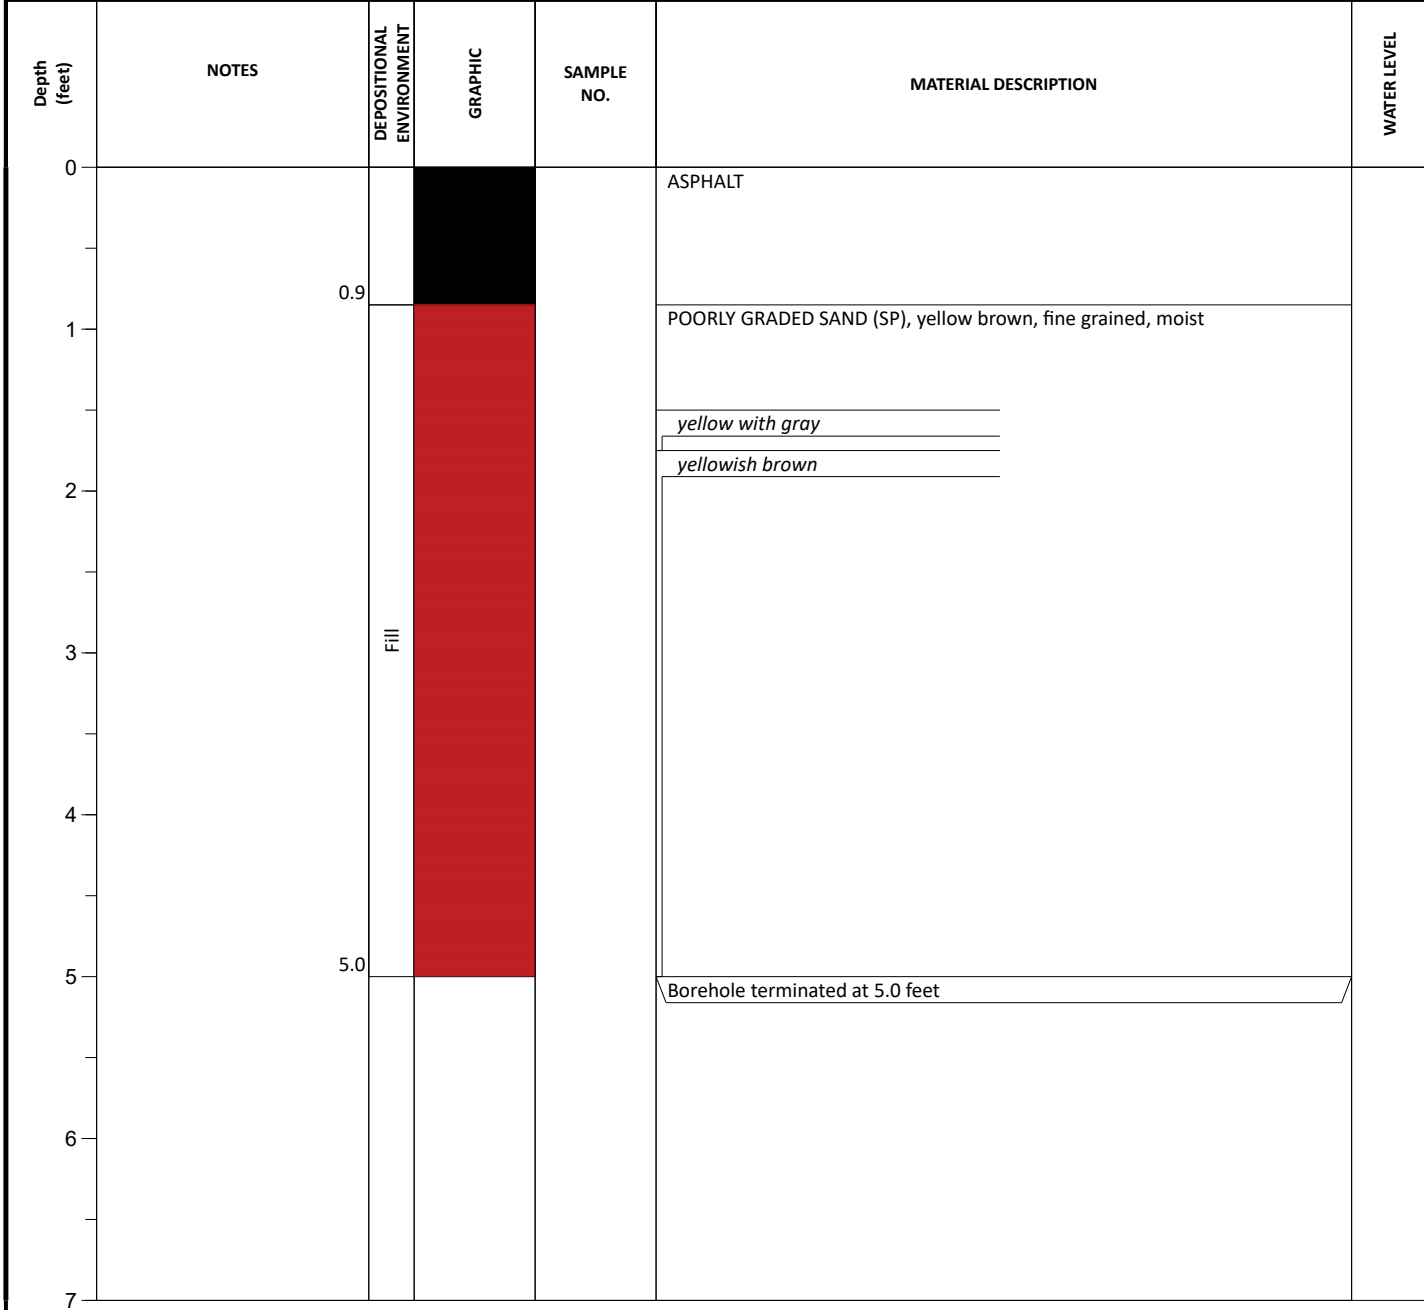 Depth
(feet)
NOTES
DEPOSITIONAL
ENVIRONMENT
GRAPHIC
SAMPLE
NO.
MATERIAL DESCRIPTION
WATER LEVEL
0
ASPHALT
0.9
POORLY GRADED SAND (SP), yellow brown, fine grained, moist
1
yellow with gray
yellowish brown
2
Fill
3
4
5.0
5
Borehole terminated at 5.0 feet
6
7